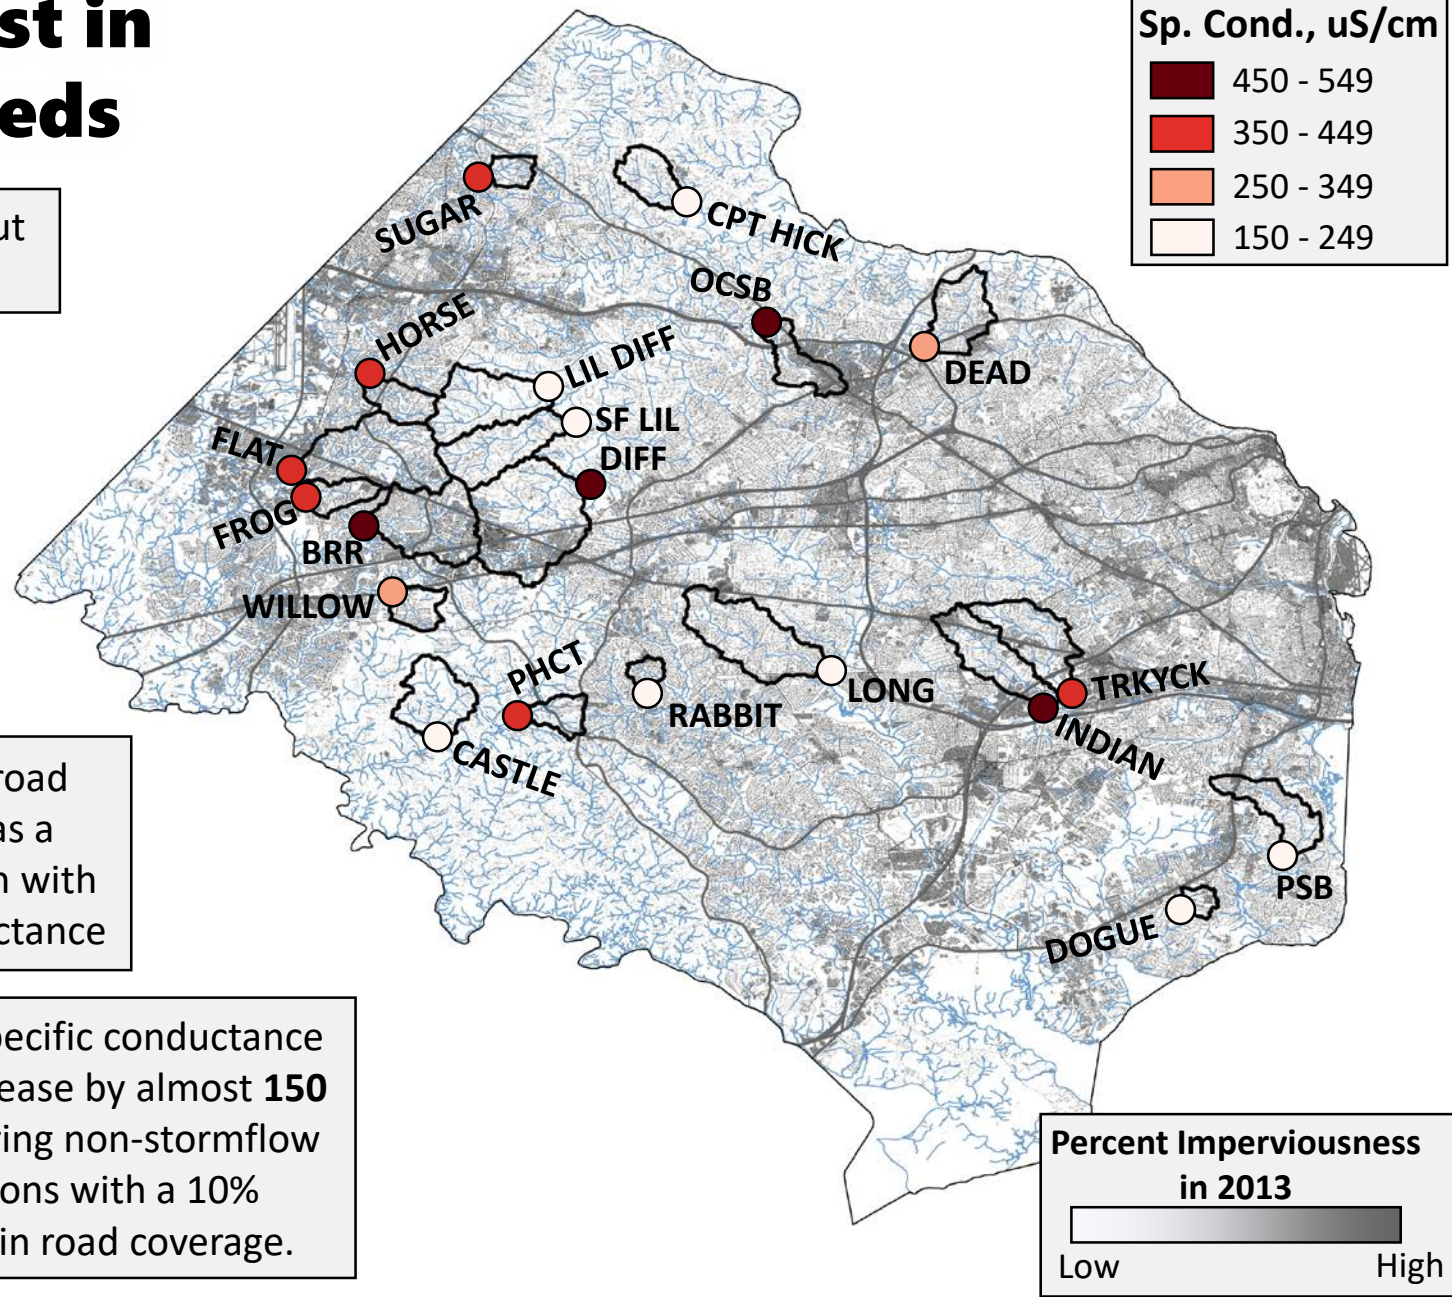 st in
eds
ut
Sp. Cond., uS/cm
450 - 549
350 - 449
250 - 349
150 - 249
SUGAR
CPT HICK
OCSB
HORSE
LIL DIFF
DEAD
SF LIL
DIFF
FLAT
FROG
BRR
WILLOW
PHCT
TRKYCK
LONG
RABBIT
INDIAN
CASTLE
PSB
DOGUE
road
as a
n with
ctance
pecific conductance
ease by almost 150
ring non-stormflow
ons with a 10%
in road coverage.
Percent Imperviousness
in 2013
Low High